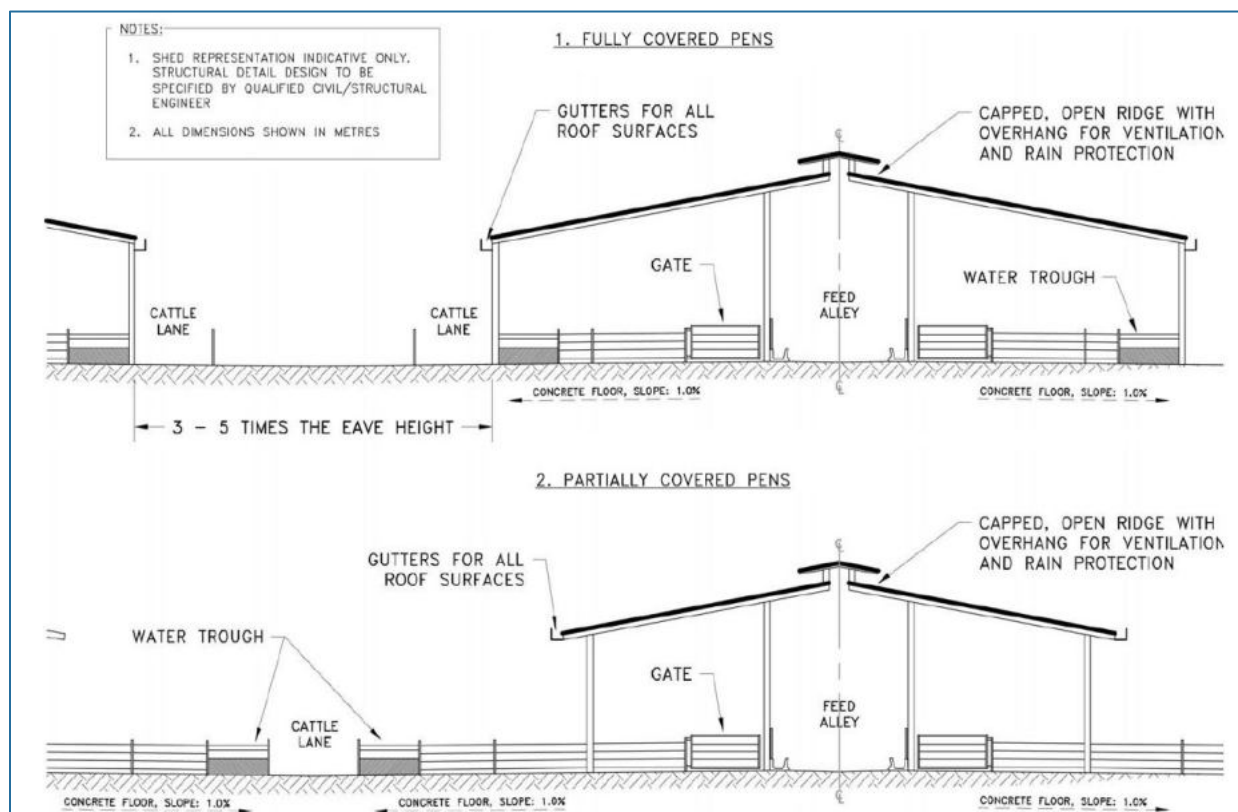 NOTES:
1. SHED REPRESENTATION INDICATIVE ONLY.
STRUCTURAL DETAIL DESIGN TO BE
SPECIFIED BY QUALIFIED CIVIL/STRUCTURAL
ENGINEER
2. ALL DIMENSIONS SHOWN IN METRES
1. FULLY COVERED PENS
GUTTERS FOR ALL
ROOF SURFACES
CAPPED, OPEN RIDGE WITH
OVERHANG FOR VENTILATION
AND RAIN PROTECTION
℄
GATE
WATER TROUGH
CATTLE
LANE
CATTLE
LANE
FEED
ALLEY
℄
CONCRETE FLOOR, SLOPE: 1.0%
CONCRETE FLOOR, SLOPE: 1.0%
3 - 5 TIMES THE EAVE HEIGHT
2. PARTIALLY COVERED PENS
GUTTERS FOR ALL
ROOF SURFACES
CAPPED, OPEN RIDGE WITH
OVERHANG FOR VENTILATION
AND RAIN PROTECTION
℄
WATER TROUGH
GATE
CATTLE
LANE
FEED
ALLEY
℄
CONCRETE FLOOR, SLOPE: 1.0%
CONCRETE FLOOR, SLOPE: 1.0%
CONCRETE FLOOR, SLOPE: 1.0%